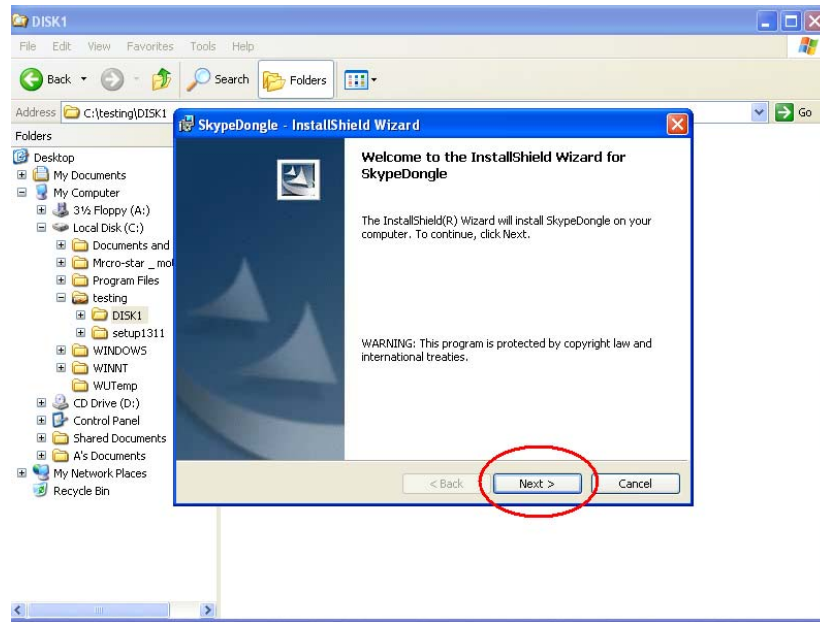 DISK1
File Edit View Favorites Tools Help
Back Search Folders
Address C:\testing\DISK1 Go
Folders
Desktop
My Documents
My Computer
3½ Floppy (A:)
Local Disk (C:)
Documents and
Mrcro-star _ mot
Program Files
testing
DISK1
setup1311
WINDOWS
WINNT
WUTemp
CD Drive (D:)
Control Panel
Shared Documents
A's Documents
My Network Places
Recycle Bin
SkypeDongle - InstallShield Wizard
Welcome to the InstallShield Wizard for
SkypeDongle
The InstallShield(R) Wizard will install SkypeDongle on your
computer. To continue, click Next.
WARNING: This program is protected by copyright law and
international treaties.
< Back Next > Cancel